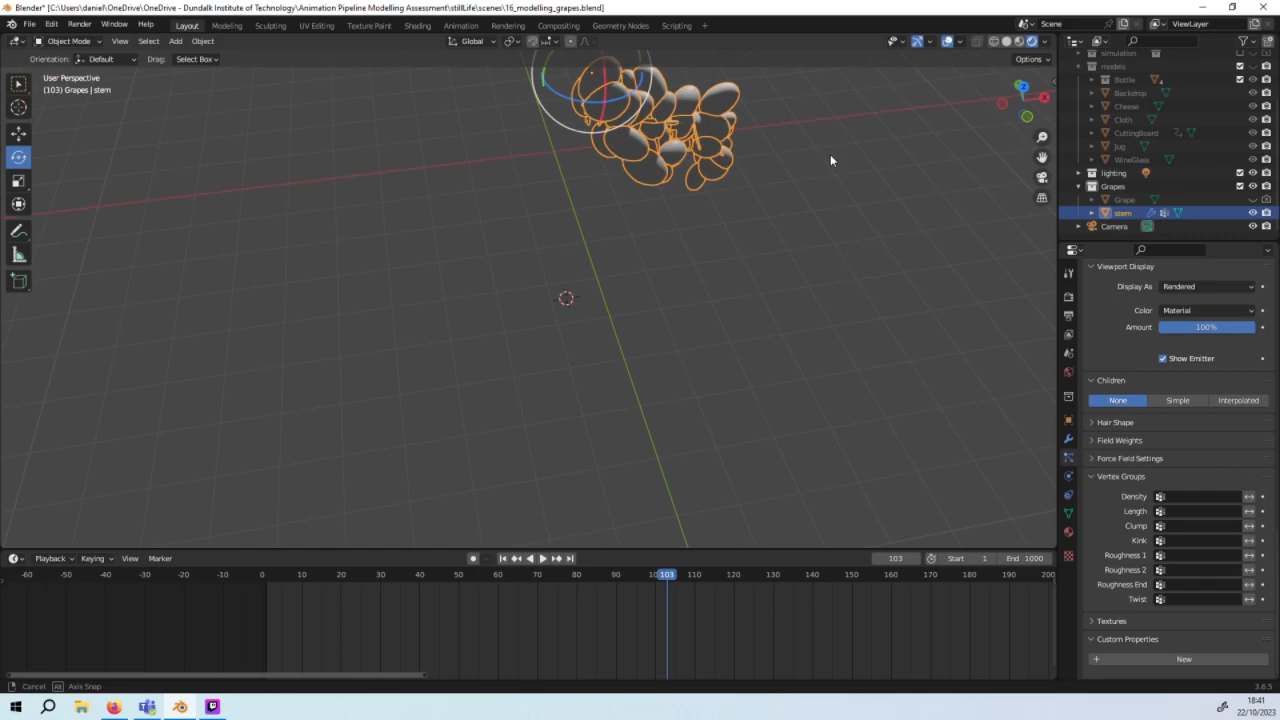 Blender* [C:\Users\daniel\OneDrive\OneDrive - Dundalk Institute of Technology\Animation Pipeline Modelling Assessment\stillLife\scenes\16_modelling_grapes.blend]
File Edit Render Window Help Layout Modeling Sculpting UV Editing Texture Paint Shading Animation Rendering Compositing Geometry Nodes Scripting + Scene ViewLayer
Object Mode View Select Add Object Global
Orientation: Default Drag: Select Box Options
User Perspective
(103) Grapes | stem
Z
X
simulation
models
Bottle 4
Backdrop
Cheese
Cloth
CuttingBoard
Jug
WineGlass
lighting
Grapes
Grape
stem
Camera
Viewport Display
Display As Rendered
Color Material
Amount 100%
Show Emitter
Children
None Simple Interpolated
Hair Shape
Field Weights
Force Field Settings
Vertex Groups
Density
Length
Clump
Kink
Roughness 1
Roughness 2
Roughness End
Twist
Textures
Custom Properties
+ New
Playback Keying View Marker 103 Start 1 End 1000
-60 -50 -40 -30 -20 -10 0 10 20 30 40 50 60 70 80 90 100 103 110 120 130 140 150 160 170 180 190 200
Cancel Alt Axis Snap 3.6.5
18:41
22/10/2023